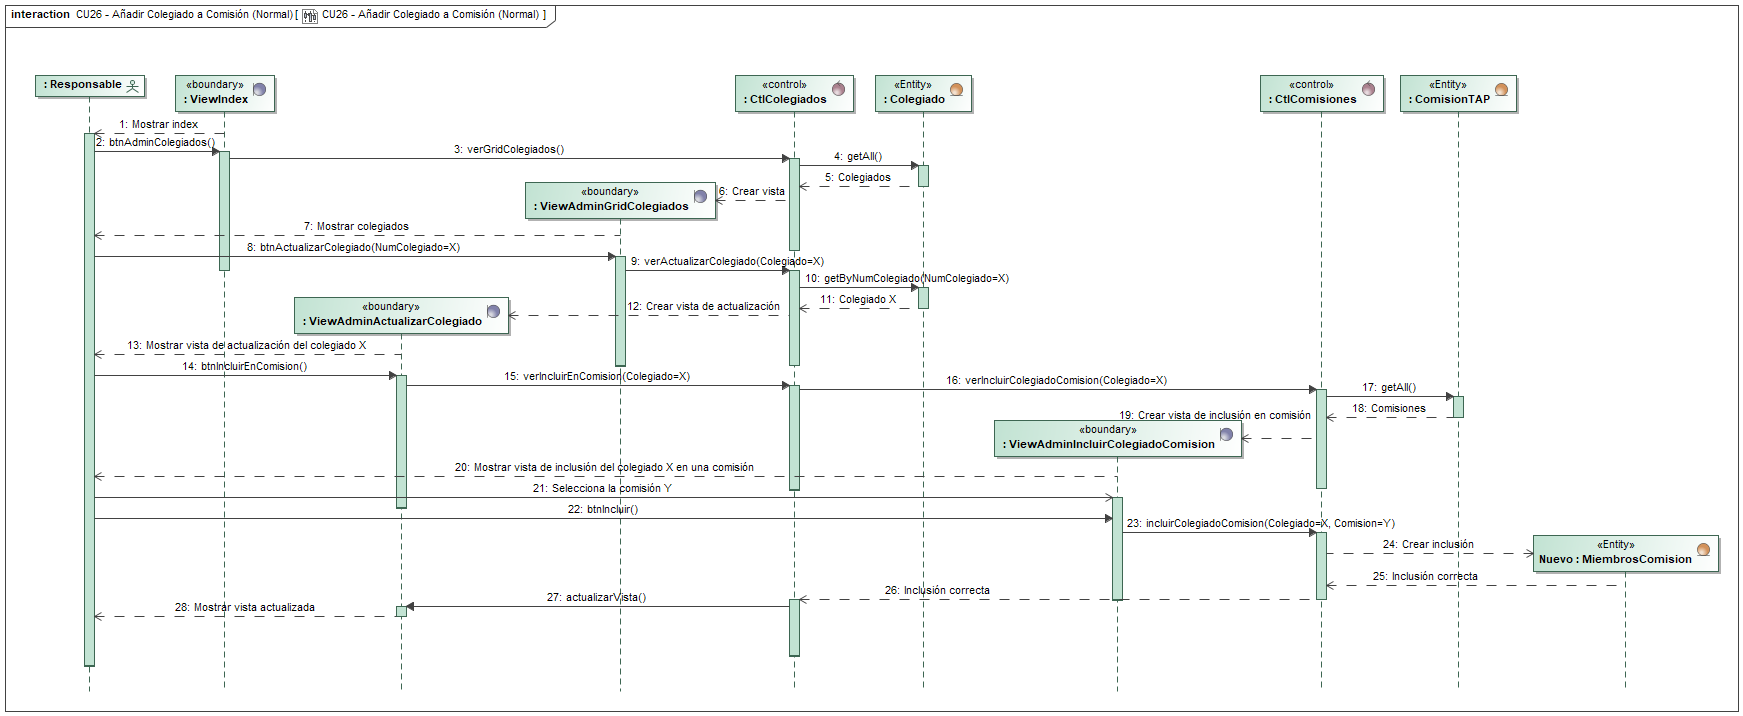 interaction CU26 - Añadir Colegiado a Comisión (Normal) [ CU26 - Añadir Colegiado a Comisión (Normal) ]
: Responsable
«boundary»
: ViewIndex
«control»
: CtlColegiados
«Entity»
: Colegiado
«control»
: CtlComisiones
«Entity»
: ComisionTAP
1: Mostrar index
2: btnAdminColegiados()
3: verGridColegiados()
4: getAll()
5: Colegiados
6: Crear vista
«boundary»
: ViewAdminGridColegiados
7: Mostrar colegiados
8: btnActualizarColegiado(NumColegiado=X)
9: verActualizarColegiado(Colegiado=X)
10: getByNumColegiado(NumColegiado=X)
11: Colegiado X
12: Crear vista de actualización
«boundary»
: ViewAdminActualizarColegiado
13: Mostrar vista de actualización del colegiado X
14: btnIncluirEnComision()
15: verIncluirEnComision(Colegiado=X)
16: verIncluirColegiadoComision(Colegiado=X)
17: getAll()
18: Comisiones
19: Crear vista de inclusión en comisión
«boundary»
: ViewAdminIncluirColegiadoComision
20: Mostrar vista de inclusión del colegiado X en una comisión
21: Selecciona la comisión Y
22: btnIncluir()
23: incluirColegiadoComision(Colegiado=X, Comision=Y)
24: Crear inclusión
«Entity»
Nuevo : MiembrosComision
25: Inclusión correcta
26: Inclusión correcta
27: actualizarVista()
28: Mostrar vista actualizada